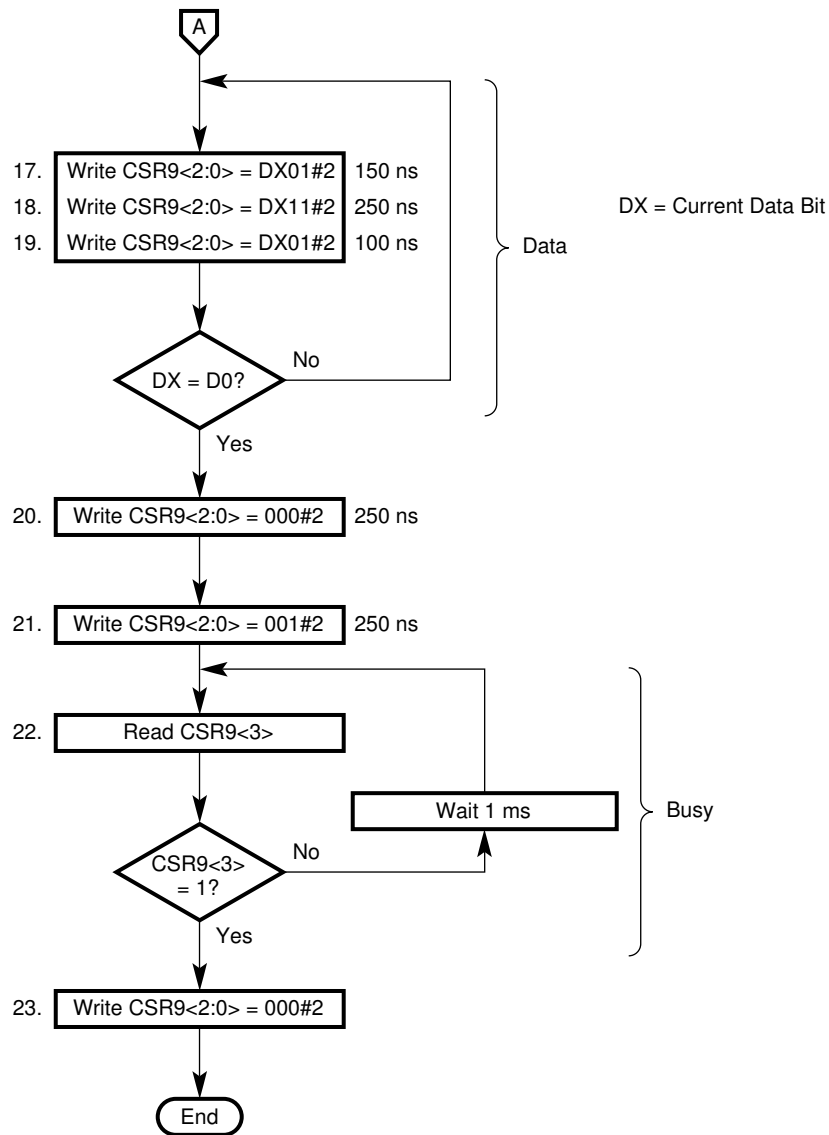 A
17. Write CSR9<2:0> = DX01#2 150 ns
18. Write CSR9<2:0> = DX11#2 250 ns
19. Write CSR9<2:0> = DX01#2 100 ns
DX = Current Data Bit
Data
No
DX = D0?
Yes
20. Write CSR9<2:0> = 000#2 250 ns
21. Write CSR9<2:0> = 001#2 250 ns
22. Read CSR9<3>
Wait 1 ms
Busy
No
CSR9<3>
= 1?
Yes
23. Write CSR9<2:0> = 000#2
End